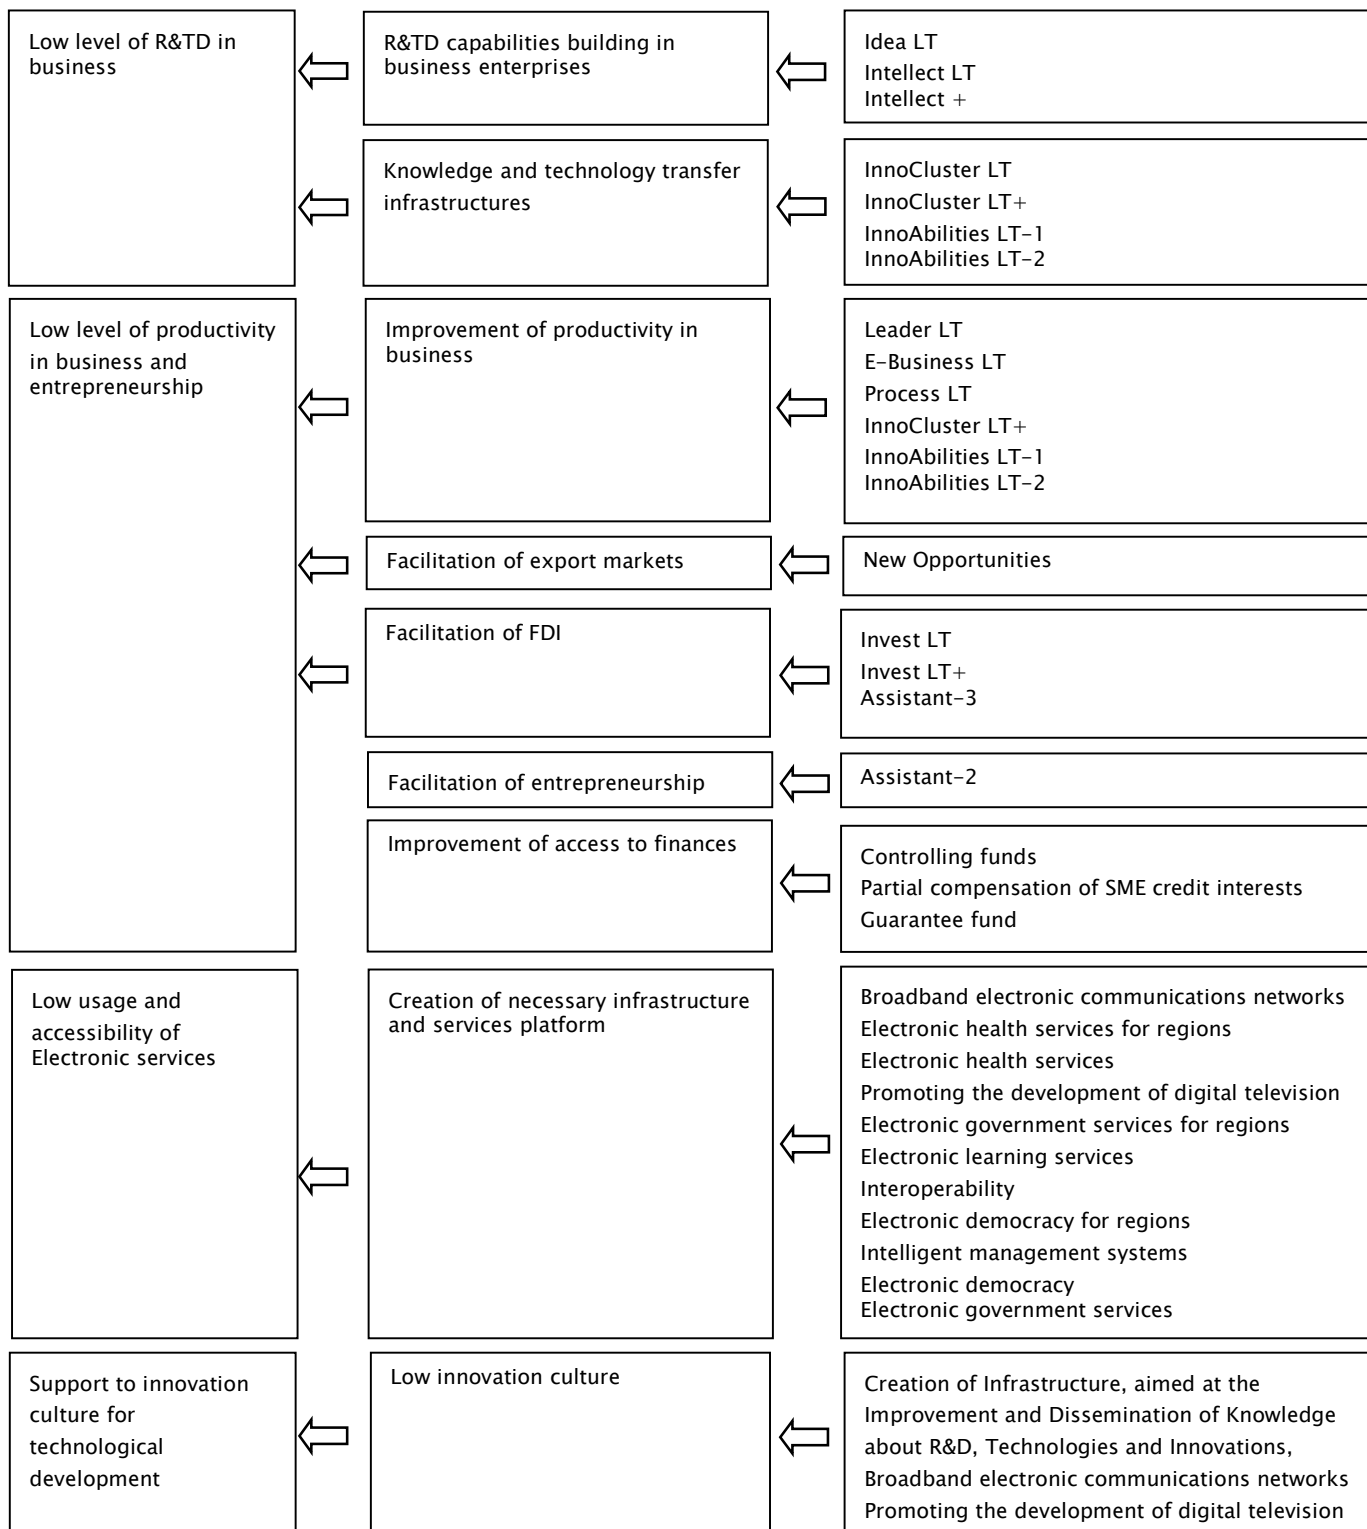 Low level of R&TD in
business
R&TD capabilities building in
business enterprises
Idea LT
Intellect LT
Intellect +
Knowledge and technology transfer
infrastructures
InnoCluster LT
InnoCluster LT+
InnoAbilities LT-1
InnoAbilities LT-2
Low level of productivity
in business and
entrepreneurship
Improvement of productivity in
business
Leader LT
E-Business LT
Process LT
InnoCluster LT+
InnoAbilities LT-1
InnoAbilities LT-2
Facilitation of export markets
New Opportunities
Facilitation of FDI
Invest LT
Invest LT+
Assistant-3
Facilitation of entrepreneurship
Assistant-2
Improvement of access to finances
Controlling funds
Partial compensation of SME credit interests
Guarantee fund
Low usage and
accessibility of
Electronic services
Creation of necessary infrastructure
and services platform
Broadband electronic communications networks
Electronic health services for regions
Electronic health services
Promoting the development of digital television
Electronic government services for regions
Electronic learning services
Interoperability
Electronic democracy for regions
Intelligent management systems
Electronic democracy
Electronic government services
Support to innovation
culture for
technological
development
Low innovation culture
Creation of Infrastructure, aimed at the
Improvement and Dissemination of Knowledge
about R&D, Technologies and Innovations,
Broadband electronic communications networks
Promoting the development of digital television